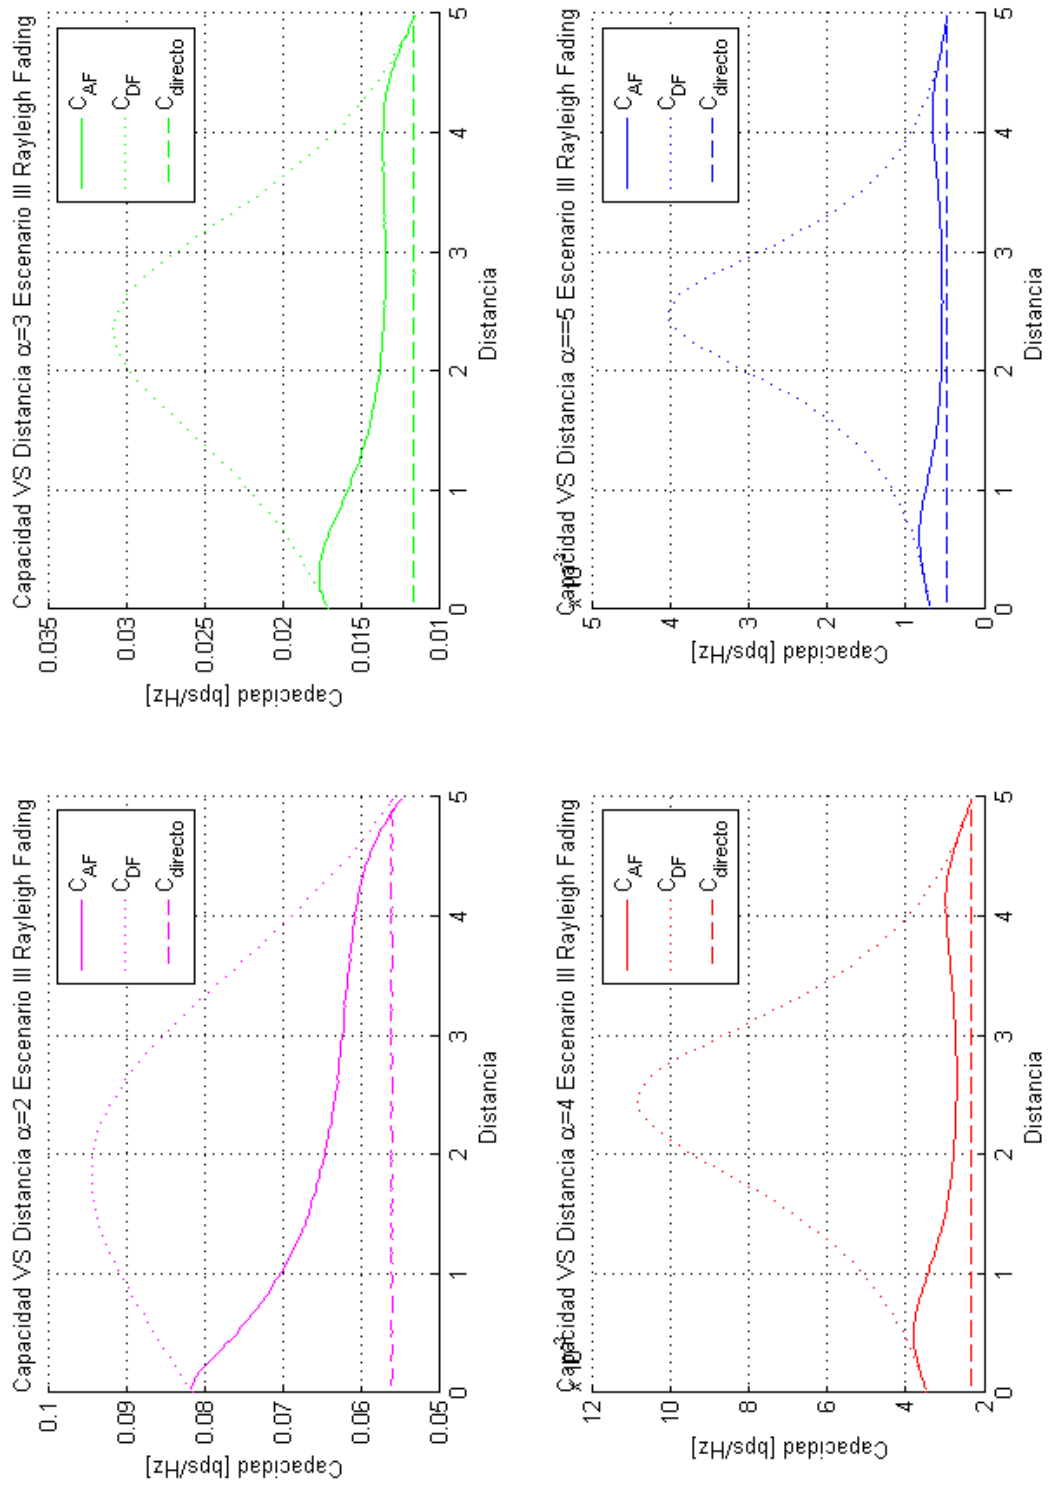 Capacidad VS Distancia α=2 Escenario III Rayleigh Fading
Capacidad [bps/Hz]
0.1
0.09
0.08
0.07
0.06
0.05
0
1
2
3
4
5
Distancia
C_AF
C_DF
C_directo
Capacidad VS Distancia α=3 Escenario III Rayleigh Fading
Capacidad [bps/Hz]
0.035
0.03
0.025
0.02
0.015
0.01
0
1
2
3
4
5
Distancia
C_AF
C_DF
C_directo
Capacidad VS Distancia α=4 Escenario III Rayleigh Fading
x 10^-3
Capacidad [bps/Hz]
12
10
8
6
4
2
0
1
2
3
4
5
Distancia
C_AF
C_DF
C_directo
Capacidad VS Distancia α==5 Escenario III Rayleigh Fading
x 10^-3
Capacidad [bps/Hz]
5
4
3
2
1
0
0
1
2
3
4
5
Distancia
C_AF
C_DF
C_directo